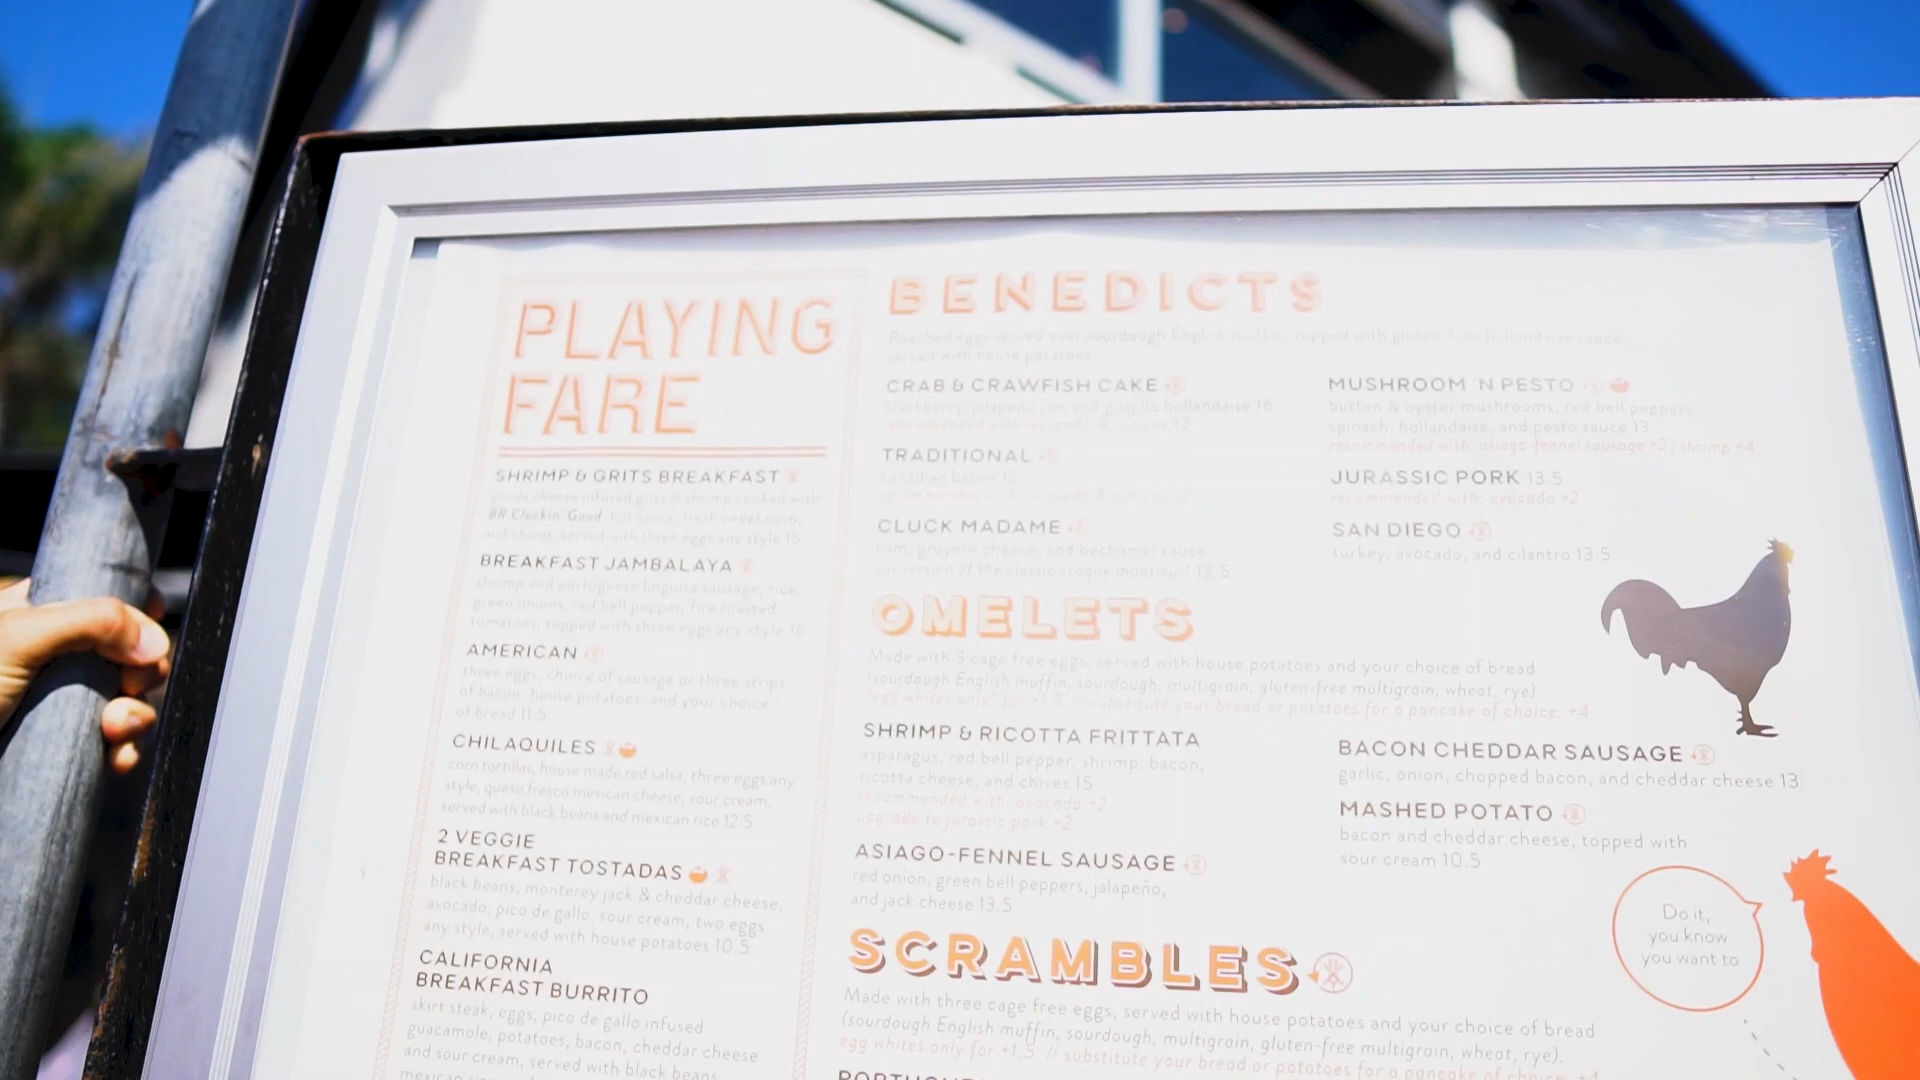 PLAYING
FARE
SHRIMP & GRITS BREAKFAST
gouda cheese infused grits & shrimp cooked with
BR Cluckin' Good hot sauce, fresh sweet corn,
and chives, served with three eggs any style 15
BREAKFAST JAMBALAYA
shrimp and portuguese linguisa sausage, rice,
green onions, red bell pepper, fire roasted
tomatoes, topped with three eggs any style 16
AMERICAN
three eggs, choice of sausage or three strips
of bacon, house potatoes, and your choice
of bread 11.5
CHILAQUILES
corn tortillas, house made red salsa, three eggs any
style, queso fresco mexican cheese, sour cream,
served with black beans and mexican rice 12.5
2 VEGGIE
BREAKFAST TOSTADAS
black beans, monterey jack & cheddar cheese,
avocado, pico de gallo, sour cream, two eggs
any style, served with house potatoes 10.5
CALIFORNIA
BREAKFAST BURRITO
skirt steak, eggs, pico de gallo infused
guacamole, potatoes, bacon, cheddar cheese
and sour cream, served with black beans
BENEDICTS
Poached eggs served over sourdough English muffin, topped with gluten-free hollandaise sauce
served with house potatoes.
CRAB & CRAWFISH CAKE
blackberry jalapeño jam and guajillo hollandaise 16
recommended with: avocado & tomato +2
TRADITIONAL
canadian bacon 12
recommended with: avocado & tomato +2
CLUCK MADAME
ham, gruyere cheese, and bechamel sauce,
our version of the classic croque monsieur! 13.5
MUSHROOM 'N PESTO
button & oyster mushrooms, red bell peppers,
spinach, hollandaise, and pesto sauce 13
recommended with: asiago-fennel sausage +2 | shrimp +4
JURASSIC PORK 13.5
recommended with: avocado +2
SAN DIEGO
turkey, avocado, and cilantro 13.5
OMELETS
Made with 3 cage free eggs, served with house potatoes and your choice of bread
(sourdough English muffin, sourdough, multigrain, gluten-free multigrain, wheat, rye).
"egg whites only" for +1.5 // substitute your bread or potatoes for a pancake of choice: +4
SHRIMP & RICOTTA FRITTATA
asparagus, red bell pepper, shrimp, bacon,
ricotta cheese, and chives 15
recommended with: avocado +2
upgrade to jurassic pork +2
ASIAGO-FENNEL SAUSAGE
red onion, green bell peppers, jalapeño,
and jack cheese 13.5
BACON CHEDDAR SAUSAGE
garlic, onion, chopped bacon, and cheddar cheese 13
MASHED POTATO
bacon and cheddar cheese, topped with
sour cream 10.5
Do it,
you know
you want to
SCRAMBLES
Made with three cage free eggs, served with house potatoes and your choice of bread
(sourdough English muffin, sourdough, multigrain, gluten-free multigrain, wheat, rye).
egg whites only for +1.5 // substitute your bread or potatoes for a pancake of choice: +4